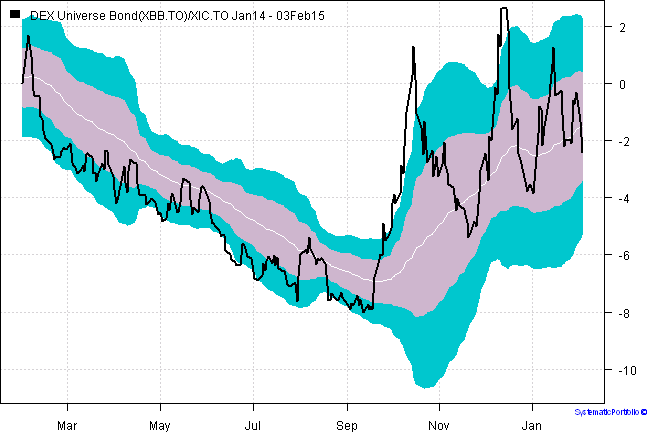 DEX Universe Bond(XBB.TO)/XIC.TO Jan14 - 03Feb15
2
0
-2
-4
-6
-8
-10
Mar May Jul Sep Nov Jan
SystematicPortfolio ©